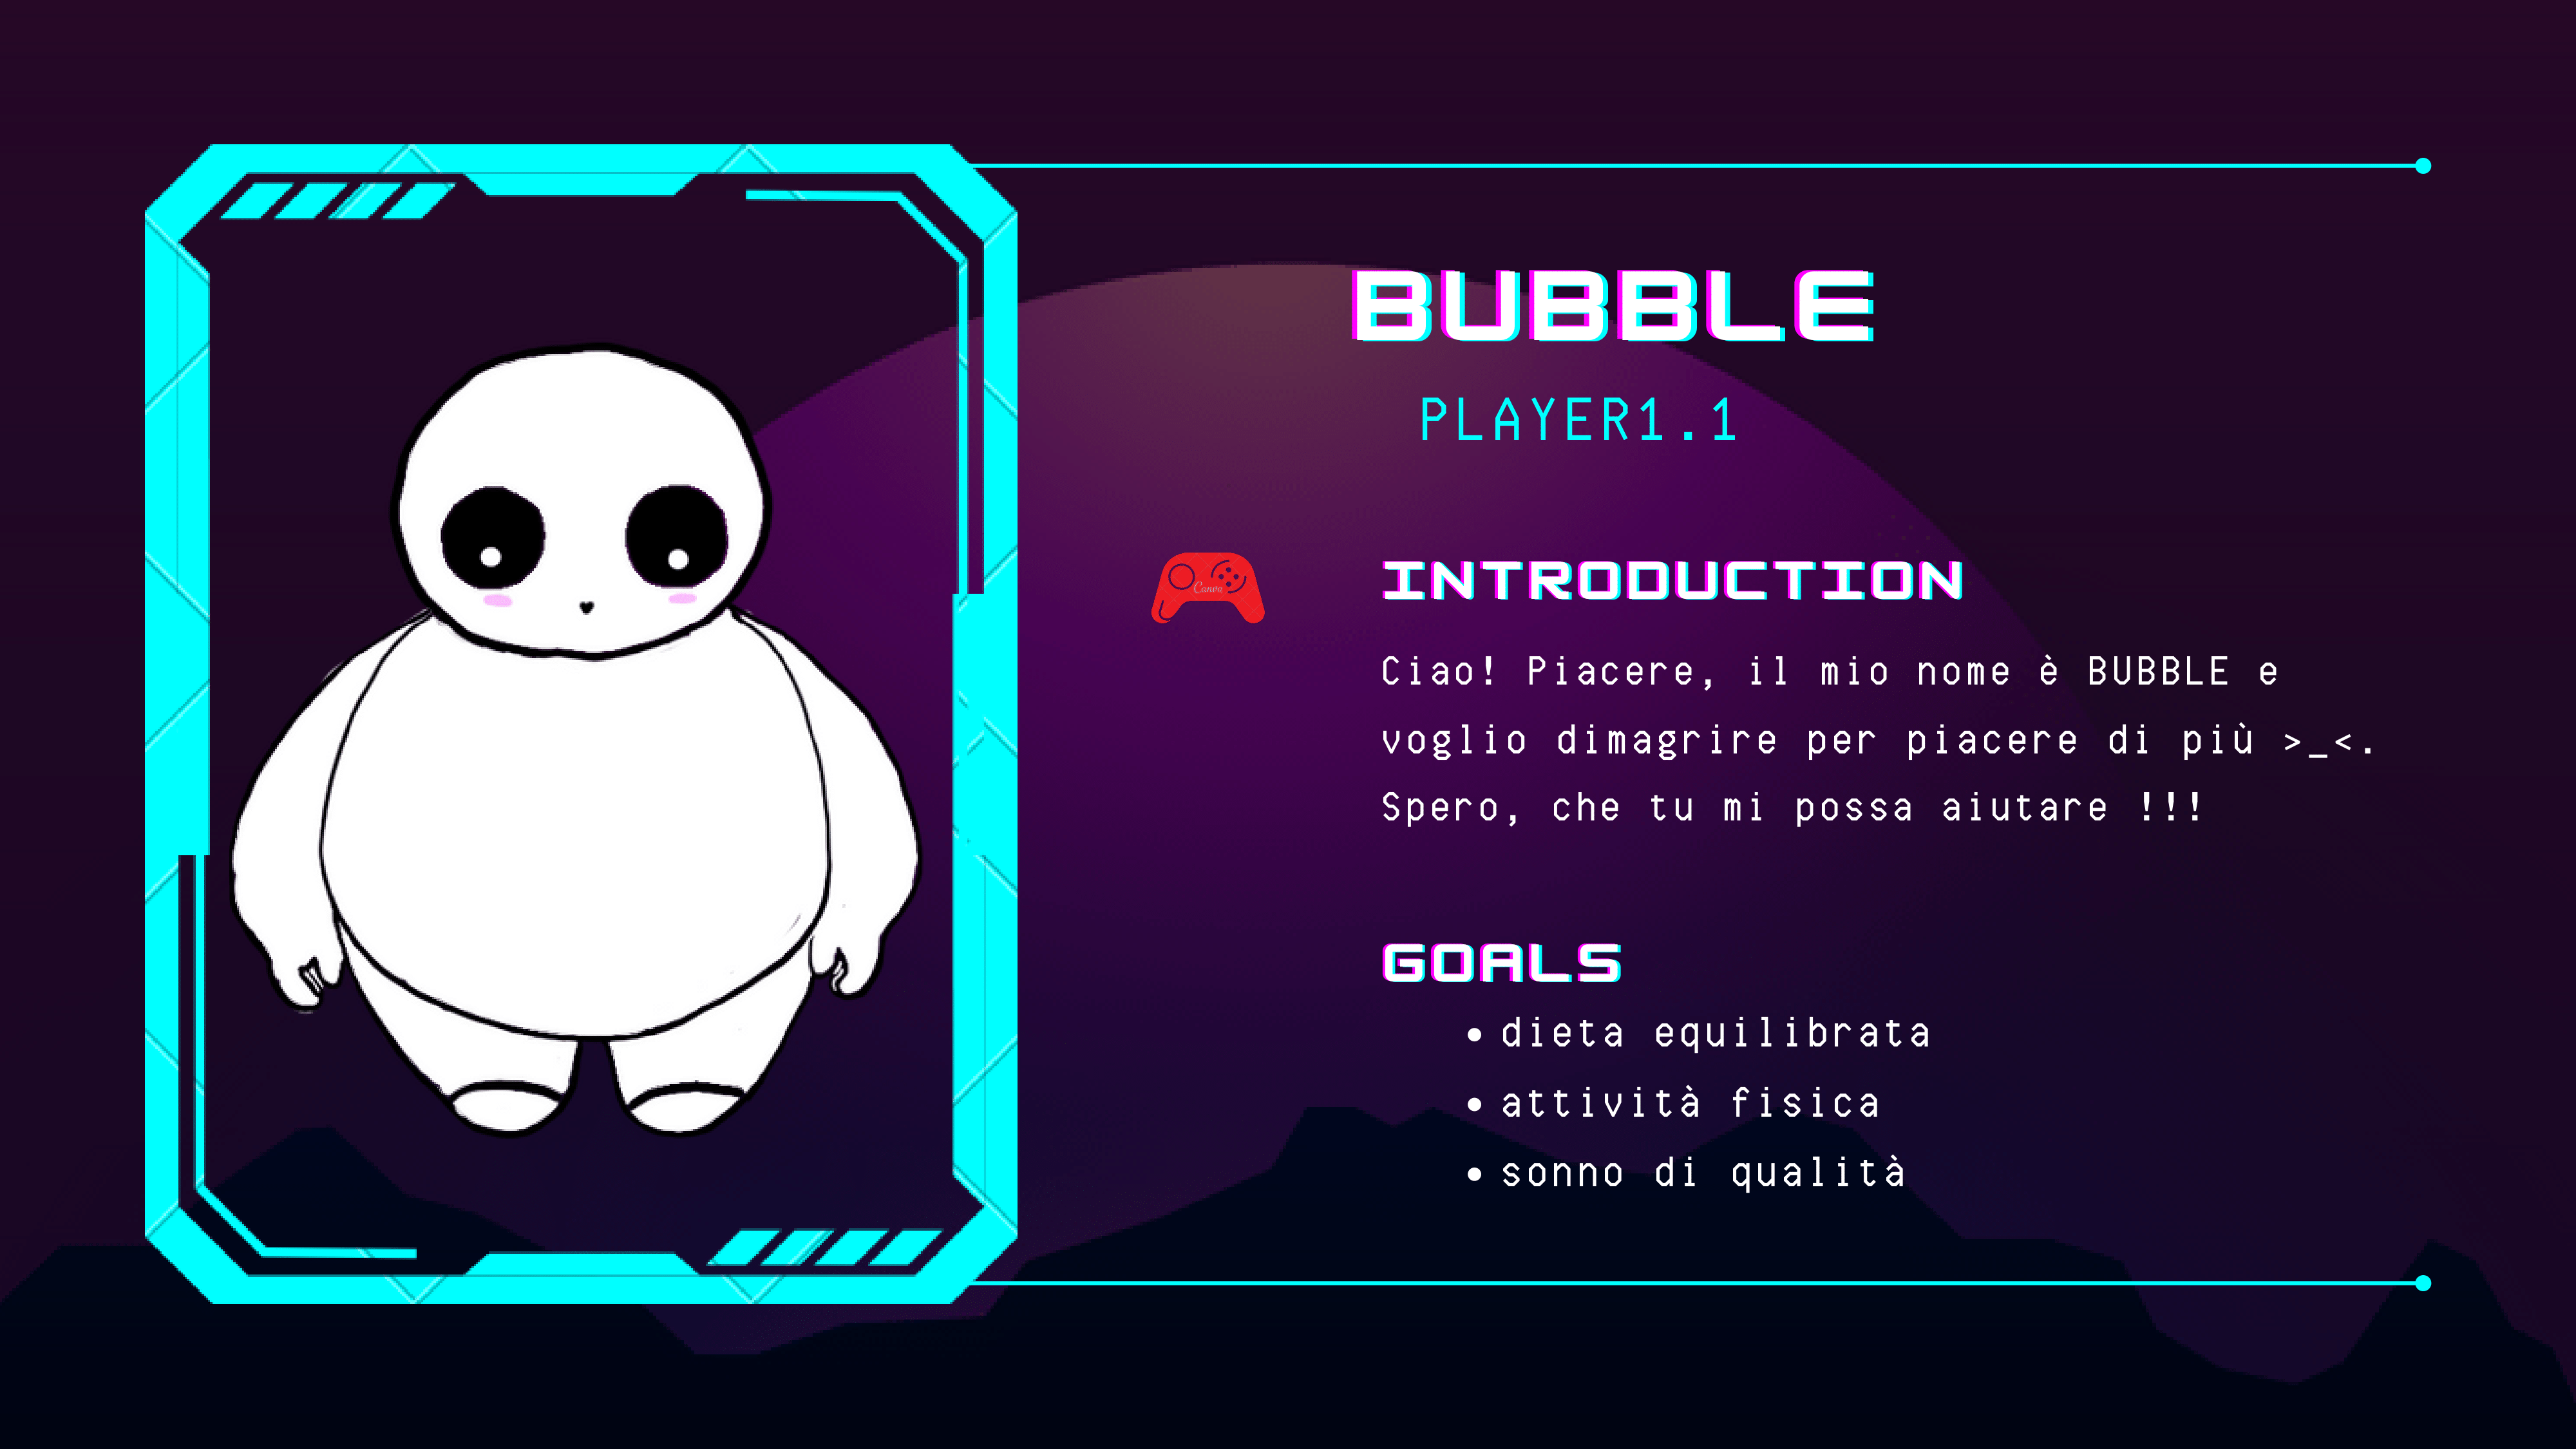 BUBBLE
PLAYER1.1
Canva
INTRODUCTION
Ciao! Piacere, il mio nome è BUBBLE e
voglio dimagrire per piacere di più >_<.
Spero, che tu mi possa aiutare !!!
GOALS
• dieta equilibrata
• attività fisica
• sonno di qualità